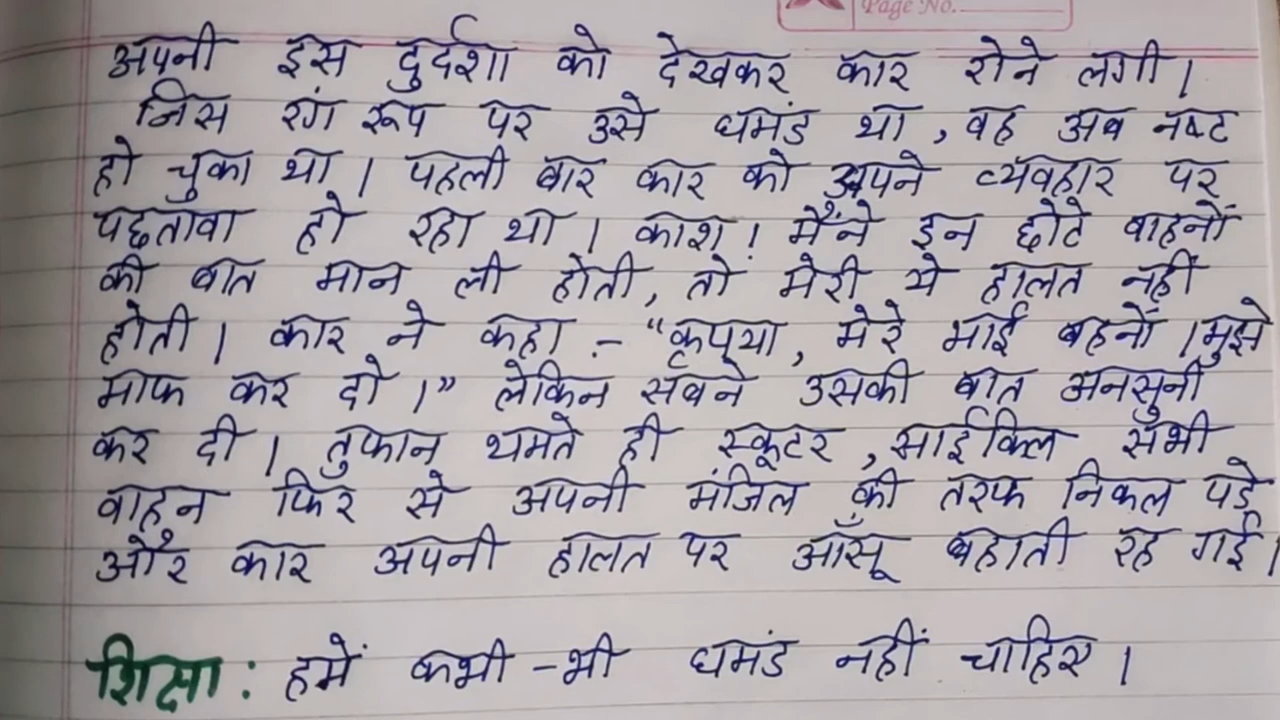 Page No.
अपनी इस दुर्दशा को देखकर कार रोने लगी।
जिस रंग रूप पर उसे घमंड था, वह अब नष्ट
हो चुका था। पहली बार कार को अपने व्यवहार पर
पछतावा हो रहा था। काश! मैंने इन छोटे वाहनों
की बात मान ली होती, तो मेरी ये हालत नहीं
होती। कार ने कहा :- “कृप्या, मेरे भाई बहनों।मुझे
माफ कर दो।” लेकिन सबने उसकी बात अनसुनी
कर दी। तुफान थमते ही स्कूटर, साईकिल सभी
वाहन फिर से अपनी मंजिल की तरफ निकल पडे
और कार अपनी हालत पर आँसू बहाती रह गई।
शिक्षा: हमें कभी-भी घमंड नहीं चाहिए।